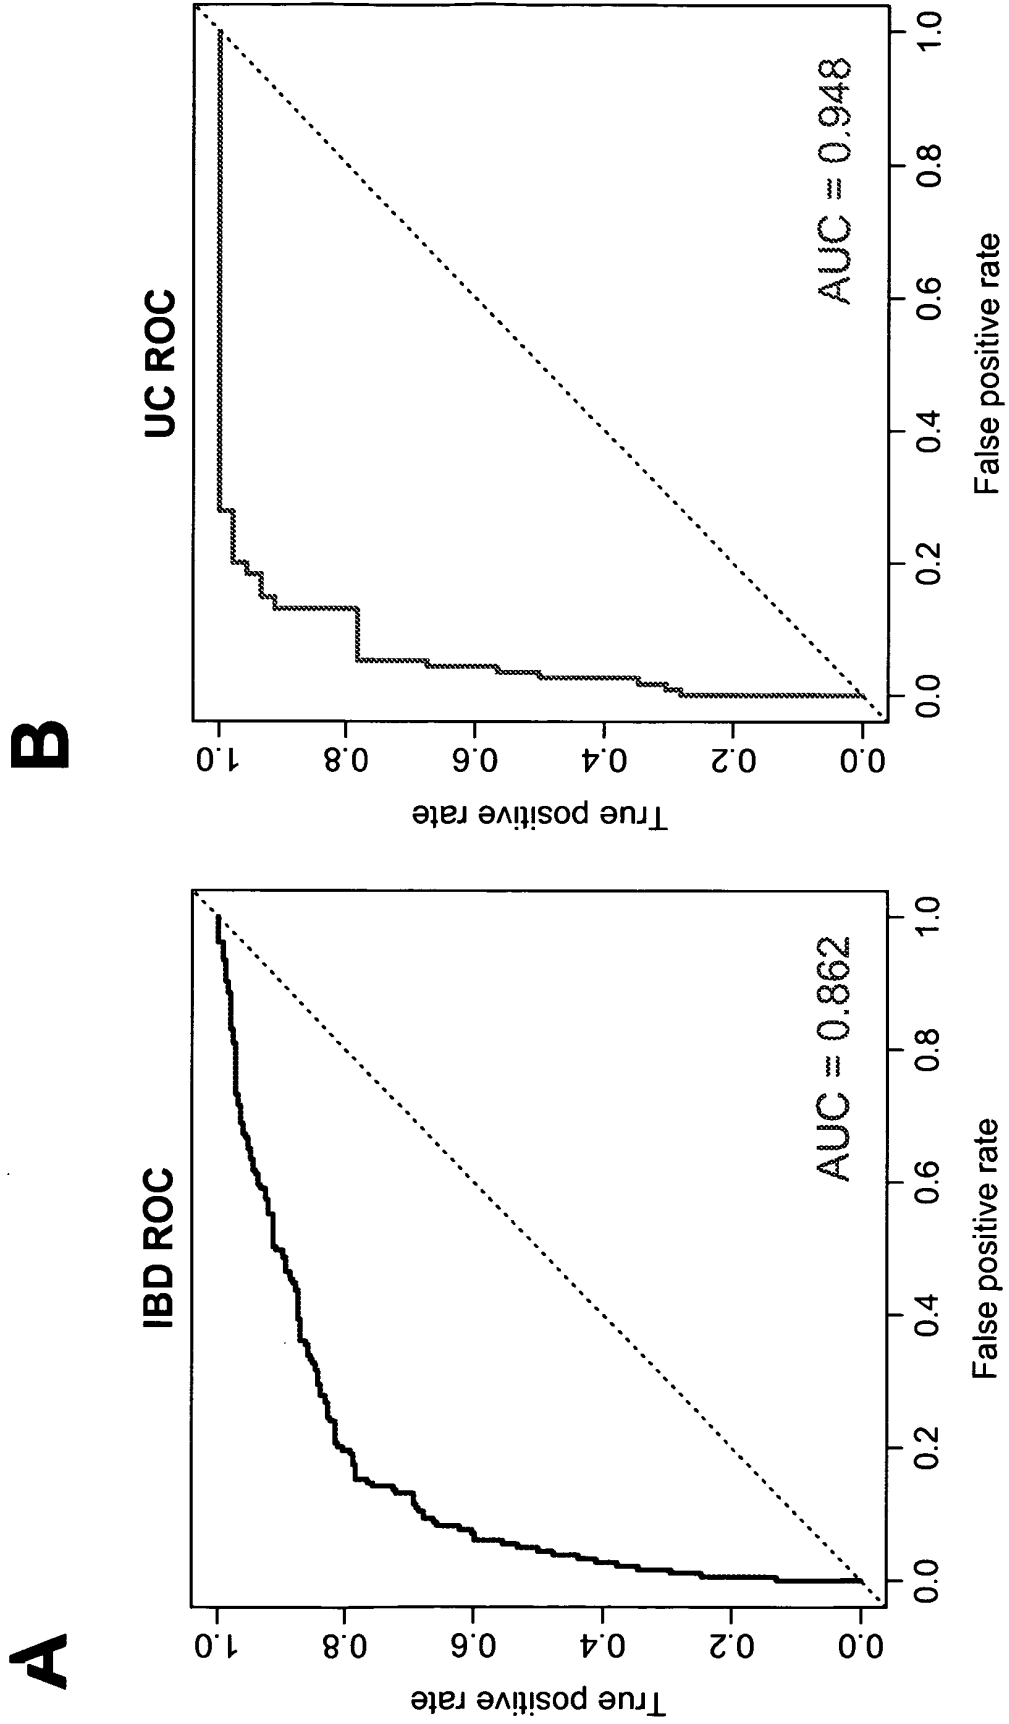 A
IBD ROC
True positive rate
1.0
0.8
0.6
0.4
0.2
0.0
AUC = 0.862
0.0 0.2 0.4 0.6 0.8 1.0
False positive rate
B
UC ROC
True positive rate
1.0
0.8
0.6
0.4
0.2
0.0
AUC = 0.948
0.0 0.2 0.4 0.6 0.8 1.0
False positive rate